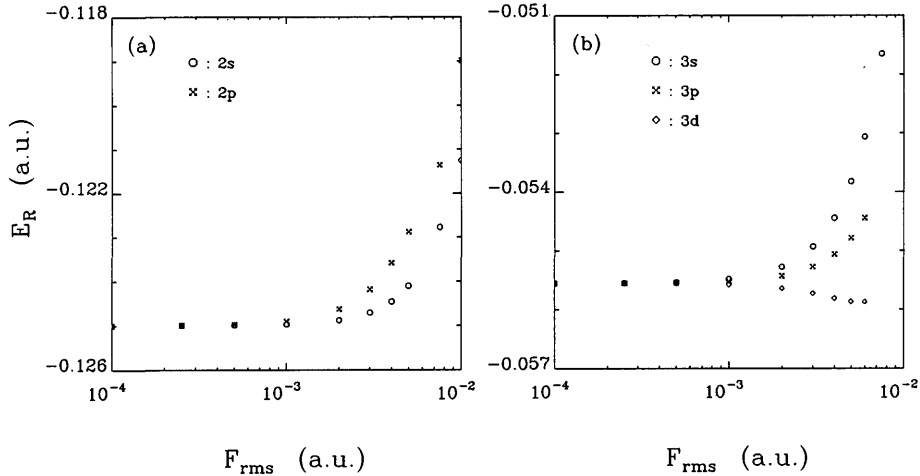 (a)
○ : 2s
× : 2p
−0.118
−0.122
−0.126
E_R (a.u.)
10⁻⁴
10⁻³
10⁻²
F_rms (a.u.)
(b)
○ : 3s
× : 3p
◇ : 3d
−0.051
−0.054
−0.057
10⁻⁴
10⁻³
10⁻²
F_rms (a.u.)